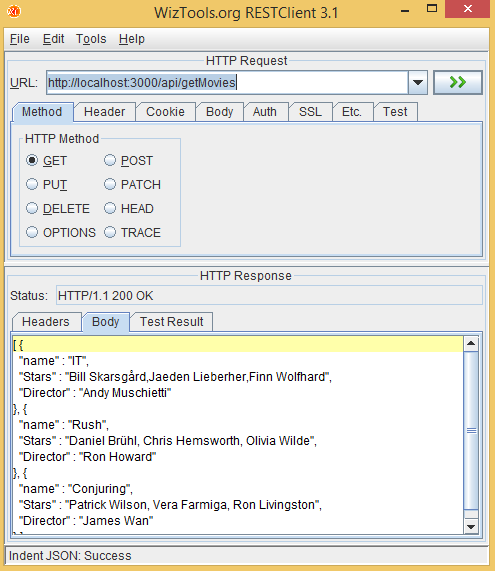 WizTools.org RESTClient 3.1
File Edit Tools Help
HTTP Request
URL: http://localhost:3000/api/getMovies
Method Header Cookie Body Auth SSL Etc. Test
HTTP Method
GET POST
PUT PATCH
DELETE HEAD
OPTIONS TRACE
HTTP Response
Status: HTTP/1.1 200 OK
Headers Body Test Result
[ {
"name" : "IT",
"Stars" : "Bill Skarsgård,Jaeden Lieberher,Finn Wolfhard",
"Director" : "Andy Muschietti"
}, {
"name" : "Rush",
"Stars" : "Daniel Brühl, Chris Hemsworth, Olivia Wilde",
"Director" : "Ron Howard"
}, {
"name" : "Conjuring",
"Stars" : "Patrick Wilson, Vera Farmiga, Ron Livingston",
"Director" : "James Wan"
Indent JSON: Success